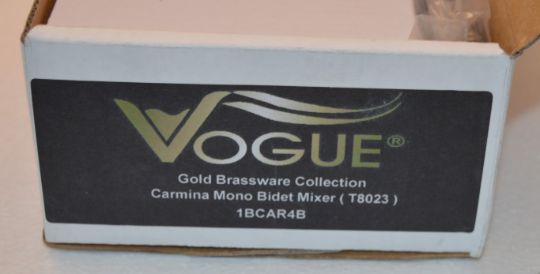 VOGUE®
Gold Brassware Collection
Carmina Mono Bidet Mixer ( T8023 )
1BCAR4B